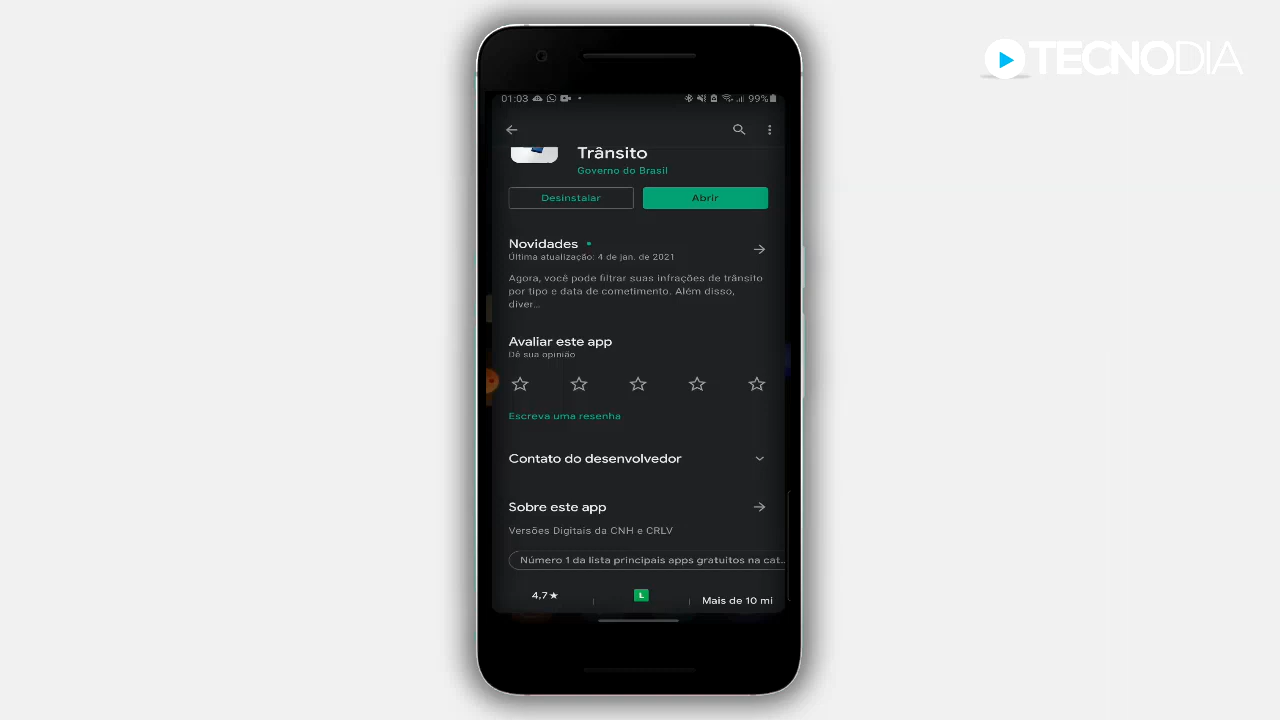 TECNODIA
01:03 99%
Trânsito
Governo do Brasil
Desinstalar Abrir
Novidades
Última atualização: 4 de jan. de 2021
Agora, você pode filtrar suas infrações de trânsito
por tipo e data de cometimento. Além disso,
diver...
Avaliar este app
Dê sua opinião
Escreva uma resenha
Contato do desenvolvedor
Sobre este app
Versões Digitais da CNH e CRLV
Número 1 da lista principais apps gratuitos na cat...
4,7★ L Mais de 10 mi